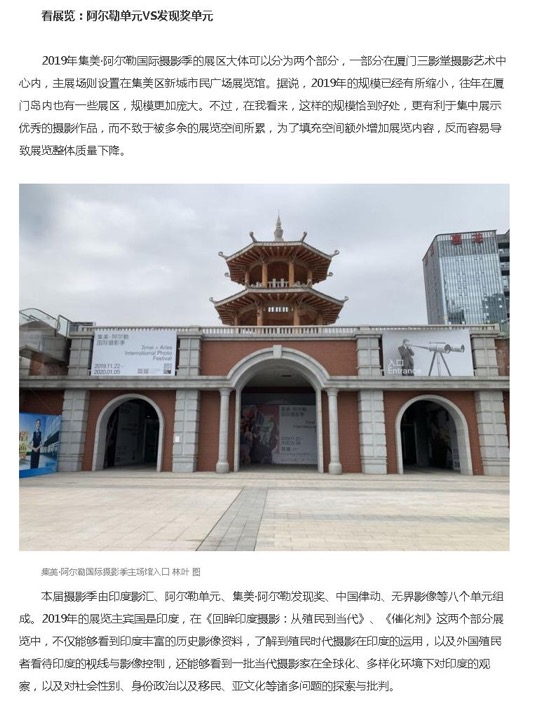 看展览：阿尔勒单元VS发现奖单元
2019年集美·阿尔勒国际摄影季的展区大体可以分为两个部分，一部分在厦门三影堂摄影艺术中
心内，主展场则设置在集美区新城市民广场展览馆。据说，2019年的规模已经有所缩小，往年在厦
门岛内也有一些展区，规模更加庞大。不过，在我看来，这样的规模恰到好处，更有利于集中展示
优秀的摄影作品，而不致于被多余的展览空间所累，为了填充空间额外增加展览内容，反而容易导
致展览整体质量下降。
集美·阿尔勒
国际摄影季
Jimei × Arles
International Photo
Festival
2019.11.22–
2020.01.05
入口
Entrance
集美·阿尔勒
国际摄影季
集美·阿尔勒国际摄影季主场馆入口 林叶 图
本届摄影季由印度影汇、阿尔勒单元、集美·阿尔勒发现奖、中国律动、无界影像等八个单元组
成。2019年的展览主宾国是印度，在《回眸印度摄影：从殖民到当代》、《催化剂》这两个部分展
览中，不仅能够看到印度丰富的历史影像资料，了解到殖民时代摄影在印度的运用，以及外国殖民
者看待印度的视线与影像控制，还能够看到一批当代摄影家在全球化、多样化环境下对印度的观
察，以及对社会性别、身份政治以及移民、亚文化等诸多问题的探索与批判。